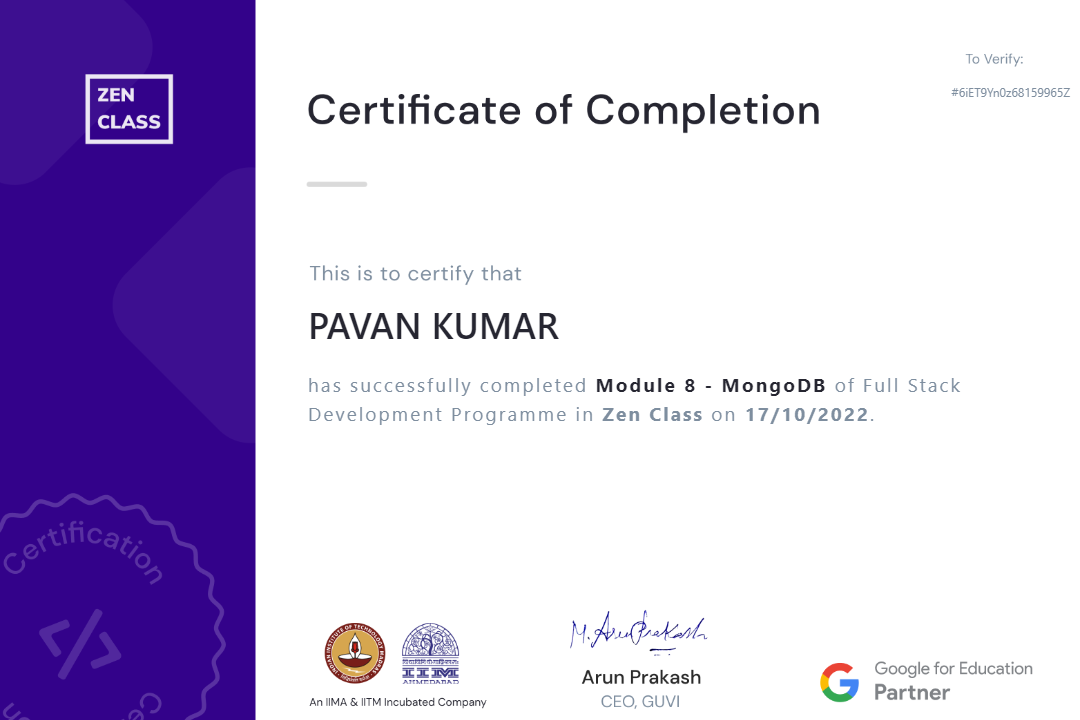 ZEN
CLASS
Certificate of Completion
To Verify:
#6iET9Yn0z68159965Z
This is to certify that
PAVAN KUMAR
has successfully completed Module 8 - MongoDB of Full Stack
Development Programme in Zen Class on 17/10/2022.
Certification
</>
INDIAN INSTITUTE OF TECHNOLOGY MADRAS
IIM
AHMEDABAD
An IIMA & IITM Incubated Company
M. Arun Prakash
Arun Prakash
CEO, GUVI
Google for Education
Partner